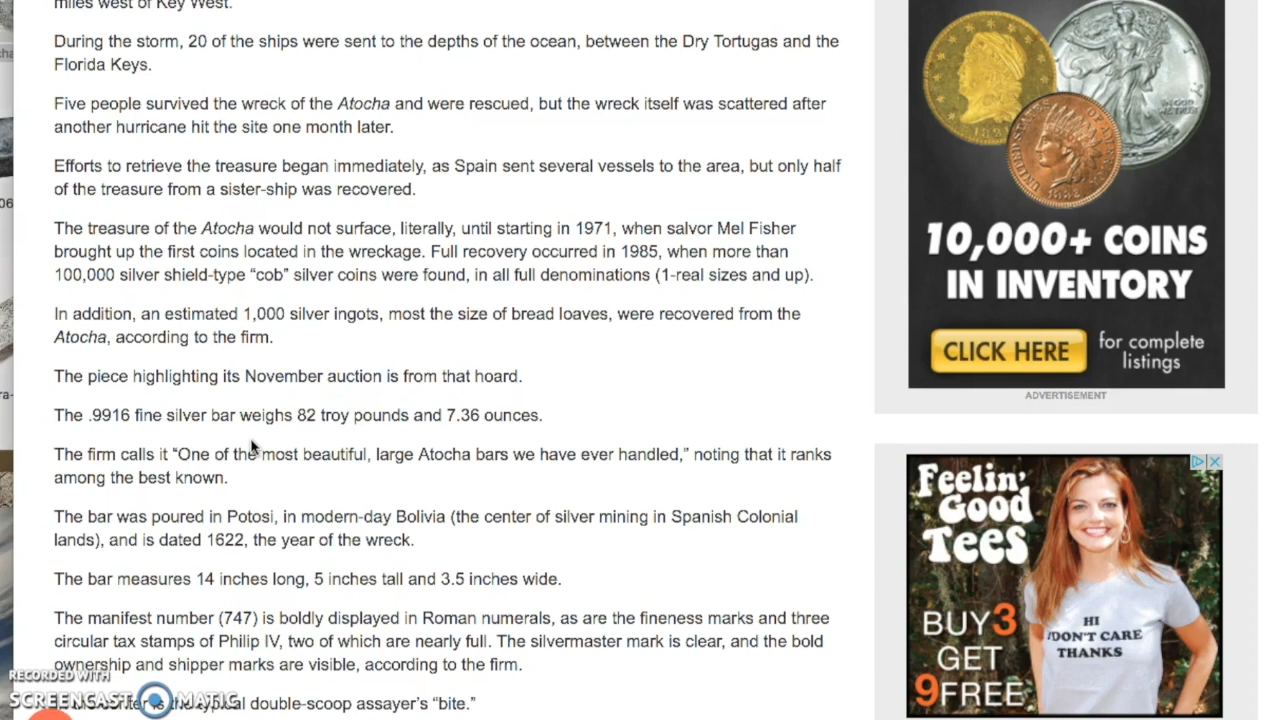 miles west of Key West.
During the storm, 20 of the ships were sent to the depths of the ocean, between the Dry Tortugas and the
Florida Keys.
Five people survived the wreck of the Atocha and were rescued, but the wreck itself was scattered after
another hurricane hit the site one month later.
Efforts to retrieve the treasure began immediately, as Spain sent several vessels to the area, but only half
of the treasure from a sister-ship was recovered.
The treasure of the Atocha would not surface, literally, until starting in 1971, when salvor Mel Fisher
brought up the first coins located in the wreckage. Full recovery occurred in 1985, when more than
100,000 silver shield-type “cob” silver coins were found, in all full denominations (1-real sizes and up).
In addition, an estimated 1,000 silver ingots, most the size of bread loaves, were recovered from the
Atocha, according to the firm.
The piece highlighting its November auction is from that hoard.
The .9916 fine silver bar weighs 82 troy pounds and 7.36 ounces.
The firm calls it “One of the most beautiful, large Atocha bars we have ever handled,” noting that it ranks
among the best known.
The bar was poured in Potosi, in modern-day Bolivia (the center of silver mining in Spanish Colonial
lands), and is dated 1622, the year of the wreck.
The bar measures 14 inches long, 5 inches tall and 3.5 inches wide.
The manifest number (747) is boldly displayed in Roman numerals, as are the fineness marks and three
circular tax stamps of Philip IV, two of which are nearly full. The silvermaster mark is clear, and the bold
ownership and shipper marks are visible, according to the firm.
is the typical double-scoop assayer’s “bite.”
RECORDED WITH
SCREENCAST MATIC
10,000+ COINS
IN INVENTORY
CLICK HERE
for complete
listings
ADVERTISEMENT
Feelin'
Good
Tees
BUY 3
GET
9 FREE
HI
I DON'T CARE
THANKS